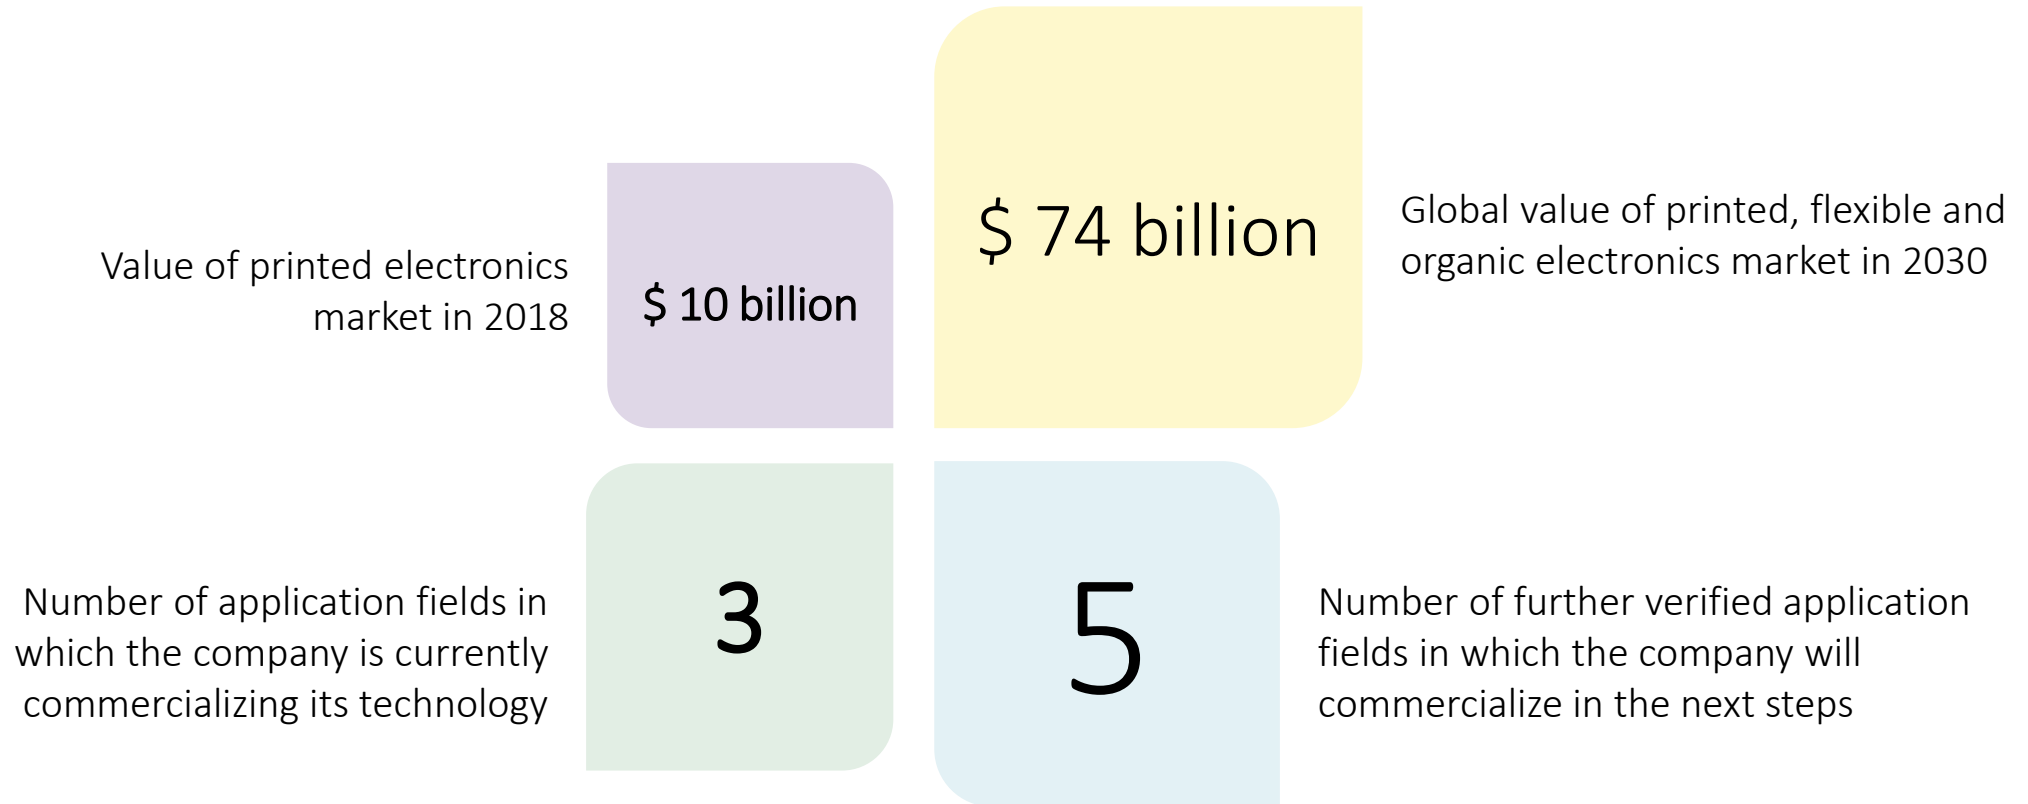 Value of printed electronics
market in 2018
$ 10 billion
$ 74 billion
Global value of printed, flexible and
organic electronics market in 2030
Number of application fields in
which the company is currently
commercializing its technology
3
5
Number of further verified application
fields in which the company will
commercialize in the next steps